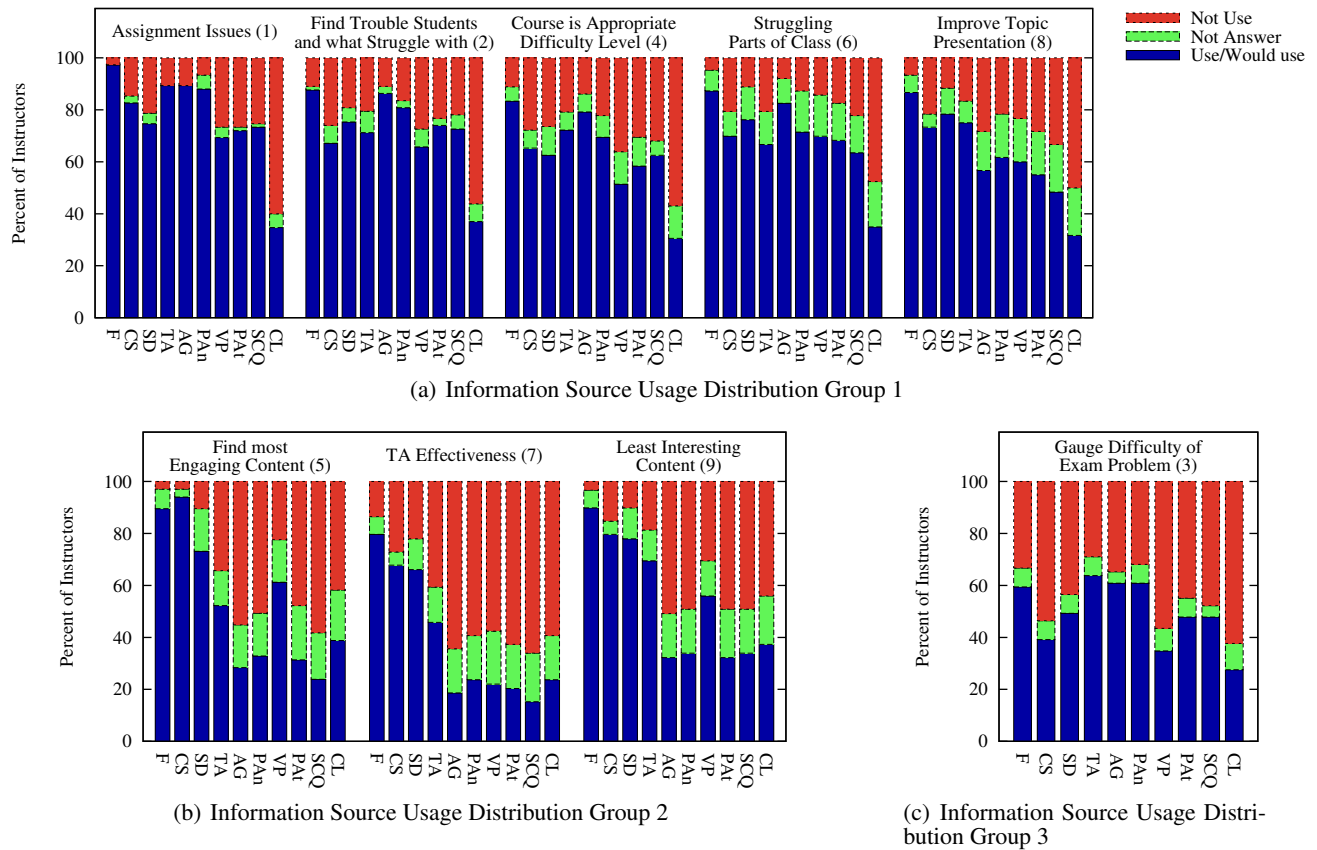 Not Use
Not Answer
Use/Would use
Assignment Issues (1)
Find Trouble Students
and what Struggle with (2)
Course is Appropriate
Difficulty Level (4)
Struggling
Parts of Class (6)
Improve Topic
Presentation (8)
Percent of Instructors
100
80
60
40
20
0
F CS SD TA AG PAn VP PAt SCQ CL
F CS SD TA AG PAn VP PAt SCQ CL
F CS SD TA AG PAn VP PAt SCQ CL
F CS SD TA AG PAn VP PAt SCQ CL
F CS SD TA AG PAn VP PAt SCQ CL
(a) Information Source Usage Distribution Group 1
Find most
Engaging Content (5)
TA Effectiveness (7)
Least Interesting
Content (9)
Percent of Instructors
100
80
60
40
20
0
F CS SD TA AG PAn VP PAt SCQ CL
F CS SD TA AG PAn VP PAt SCQ CL
F CS SD TA AG PAn VP PAt SCQ CL
(b) Information Source Usage Distribution Group 2
Gauge Difficulty of
Exam Problem (3)
Percent of Instructors
100
80
60
40
20
0
F CS SD TA AG PAn VP PAt SCQ CL
(c) Information Source Usage Distri-
bution Group 3